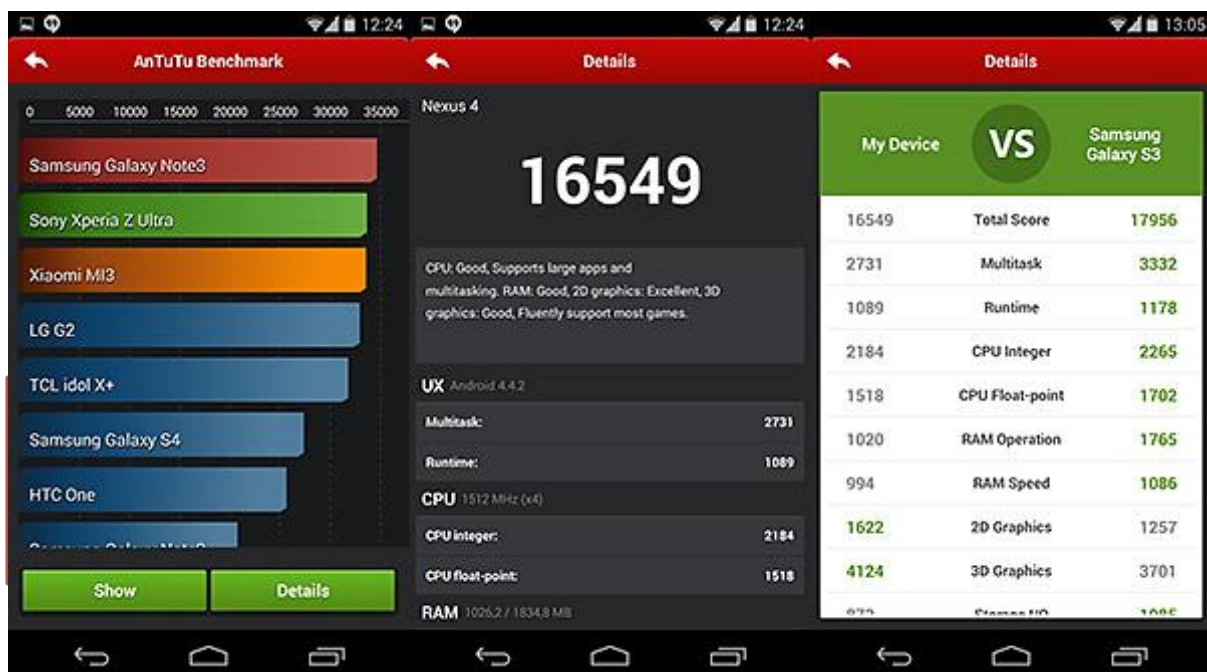 12:24
AnTuTu Benchmark
0 5000 10000 15000 20000 25000 30000 35000
Samsung Galaxy Note3
Sony Xperia Z Ultra
Xiaomi MI3
LG G2
TCL idol X+
Samsung Galaxy S4
HTC One
Show Details
12:24
Details
Nexus 4
16549
CPU: Good, Supports large apps and
multitasking. RAM: Good, 2D graphics: Excellent, 3D
graphics: Good, Fluently support most games.
UX Android 4.4.2
Multitask: 2731
Runtime: 1089
CPU 1512 MHz (x4)
CPU integer: 2184
CPU float-point: 1518
RAM 1026,2 / 1834,8 MB
13:05
Details
My Device VS Samsung
Galaxy S3
16549 Total Score 17956
2731 Multitask 3332
1089 Runtime 1178
2184 CPU Integer 2265
1518 CPU Float-point 1702
1020 RAM Operation 1765
994 RAM Speed 1086
1622 2D Graphics 1257
4124 3D Graphics 3701